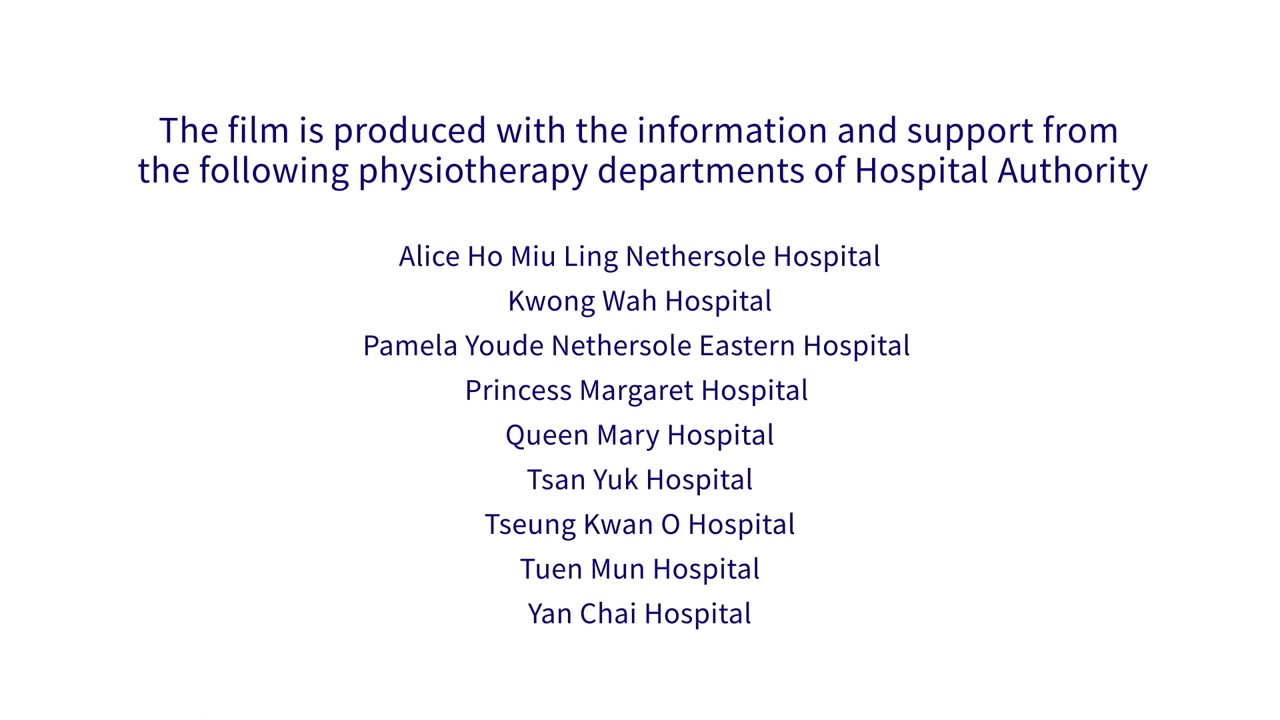 The film is produced with the information and support from
the following physiotherapy departments of Hospital Authority
Alice Ho Miu Ling Nethersole Hospital
Kwong Wah Hospital
Pamela Youde Nethersole Eastern Hospital
Princess Margaret Hospital
Queen Mary Hospital
Tsan Yuk Hospital
Tseung Kwan O Hospital
Tuen Mun Hospital
Yan Chai Hospital